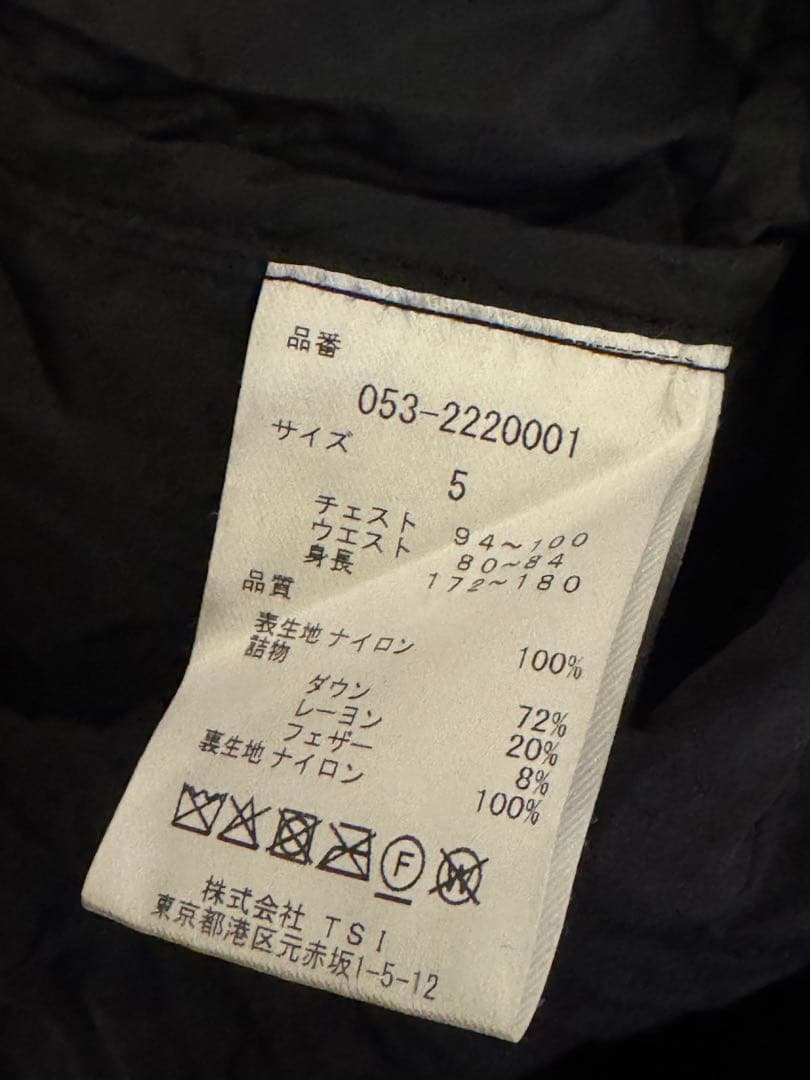 品番
053-2220001
サイズ
5
チェスト 94~100
ウエスト 80~84
身長 172~180
品質
表生地 ナイロン 100%
詰物
ダウン 72%
レーヨン 20%
フェザー 8%
裏生地 ナイロン 100%
F W
株式会社 TSI
東京都港区元赤坂1-5-12